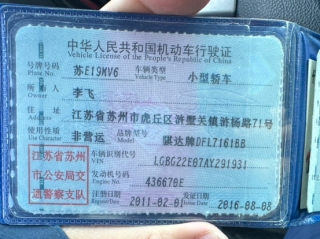 中华人民共和国机动车行驶证
Vehicle License of the People's Republic of China
号牌号码 苏E19MV6 车辆类型 小型轿车
Plate No. Vehicle Type
所有人 李飞
住址 江苏省苏州市虎丘区浒墅关镇浒杨路71号
Address
使用性质 非营运 品牌型号 骐达牌DFL7161BB
Use Character Model
江苏省苏州市公安局交通警察支队
车辆识别代号 LGBG22E07AY291931
VIN
发动机号码 436678E
Engine No.
注册日期 2011-02-01 发证日期 2016-08-08